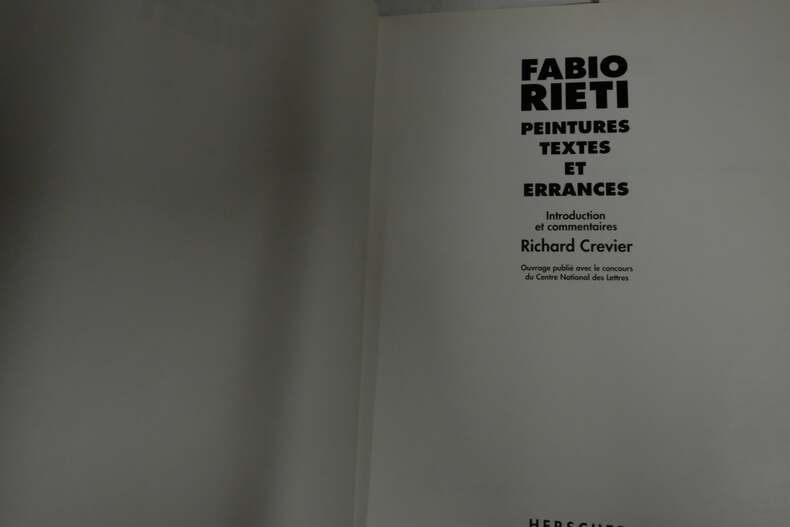 FABIO
RIETI
PEINTURES
TEXTES
ET
ERRANCES
Introduction
et commentaires
Richard Crevier
Ouvrage publié avec le concours
du Centre National des Lettres
HERSCHER